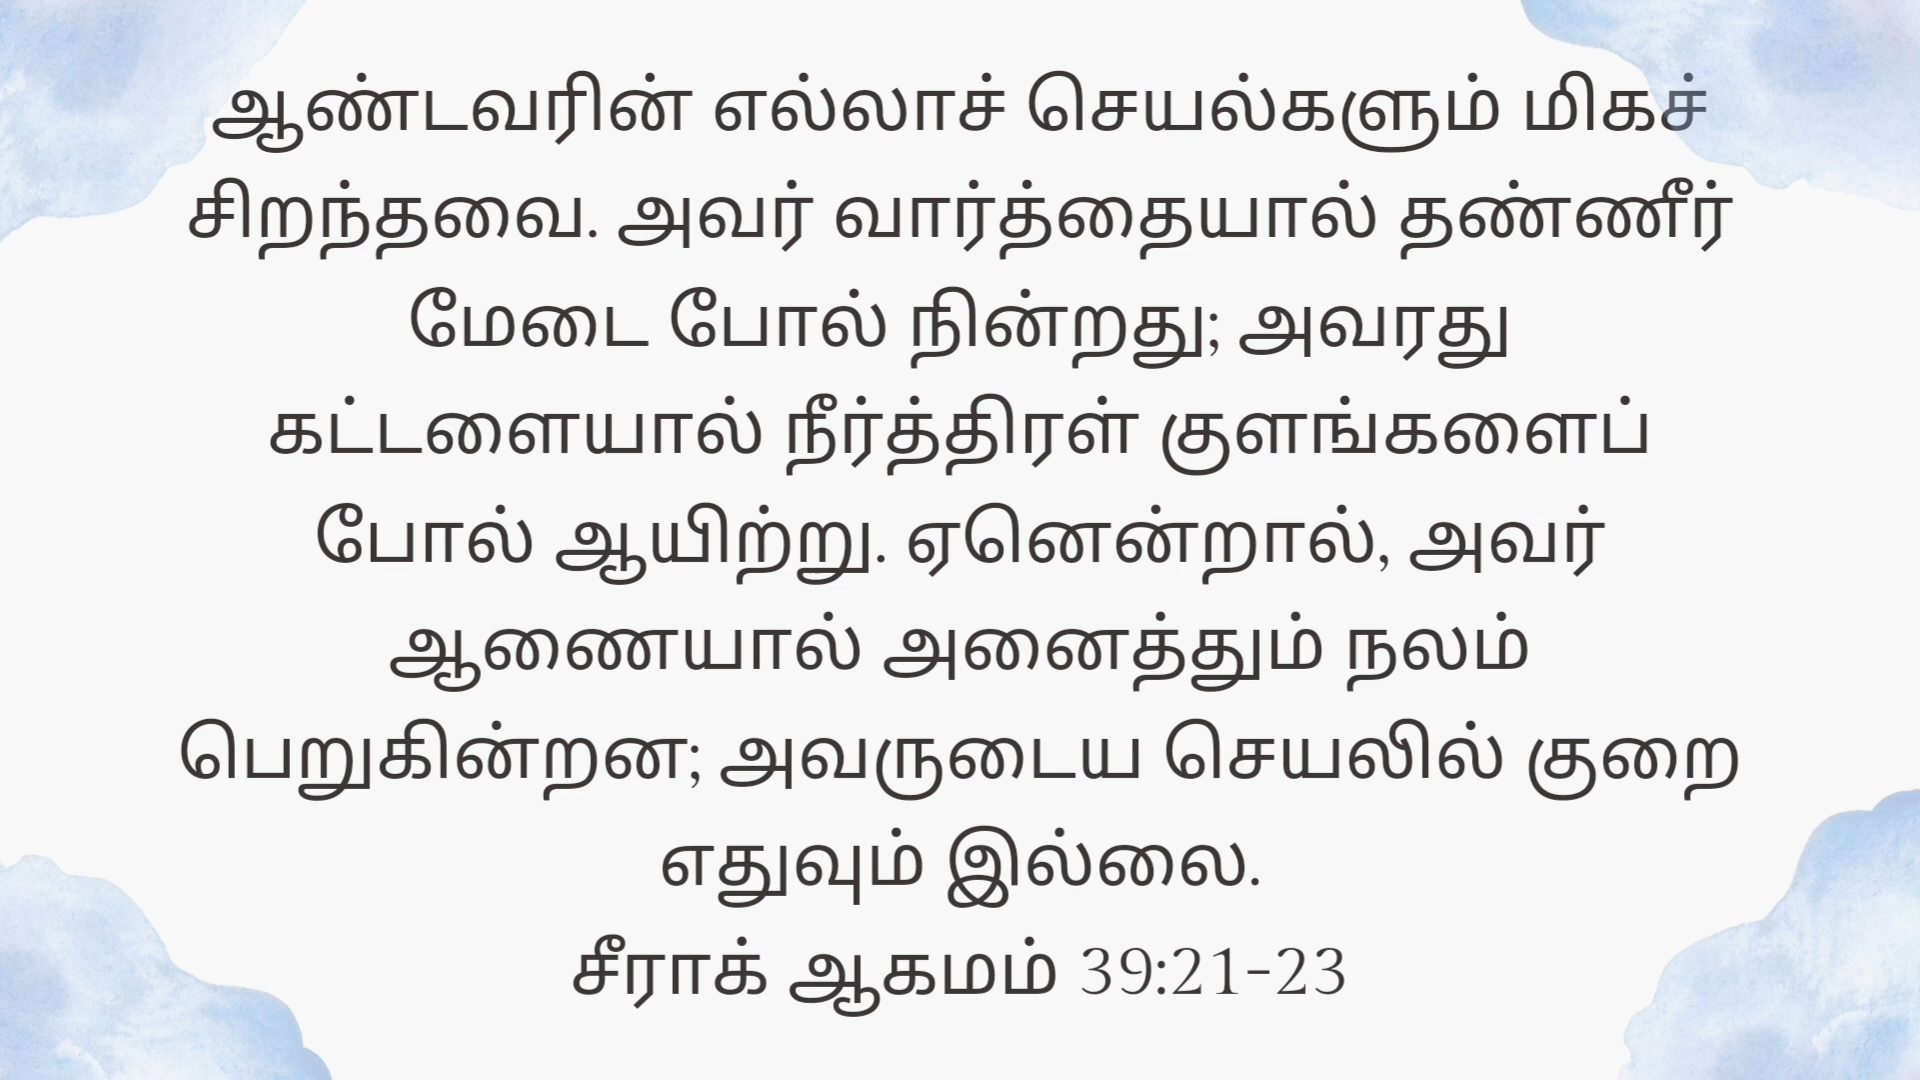 ஆண்டவரின் எல்லாச் செயல்களும் மிகச்
சிறந்தவை. அவர் வார்த்தையால் தண்ணீர்
மேடை போல் நின்றது; அவரது
கட்டளையால் நீர்த்திரள் குளங்களைப்
போல் ஆயிற்று. ஏனென்றால், அவர்
ஆணையால் அனைத்தும் நலம்
பெறுகின்றன; அவருடைய செயலில் குறை
எதுவும் இல்லை.
சீராக் ஆகமம் 39:21-23